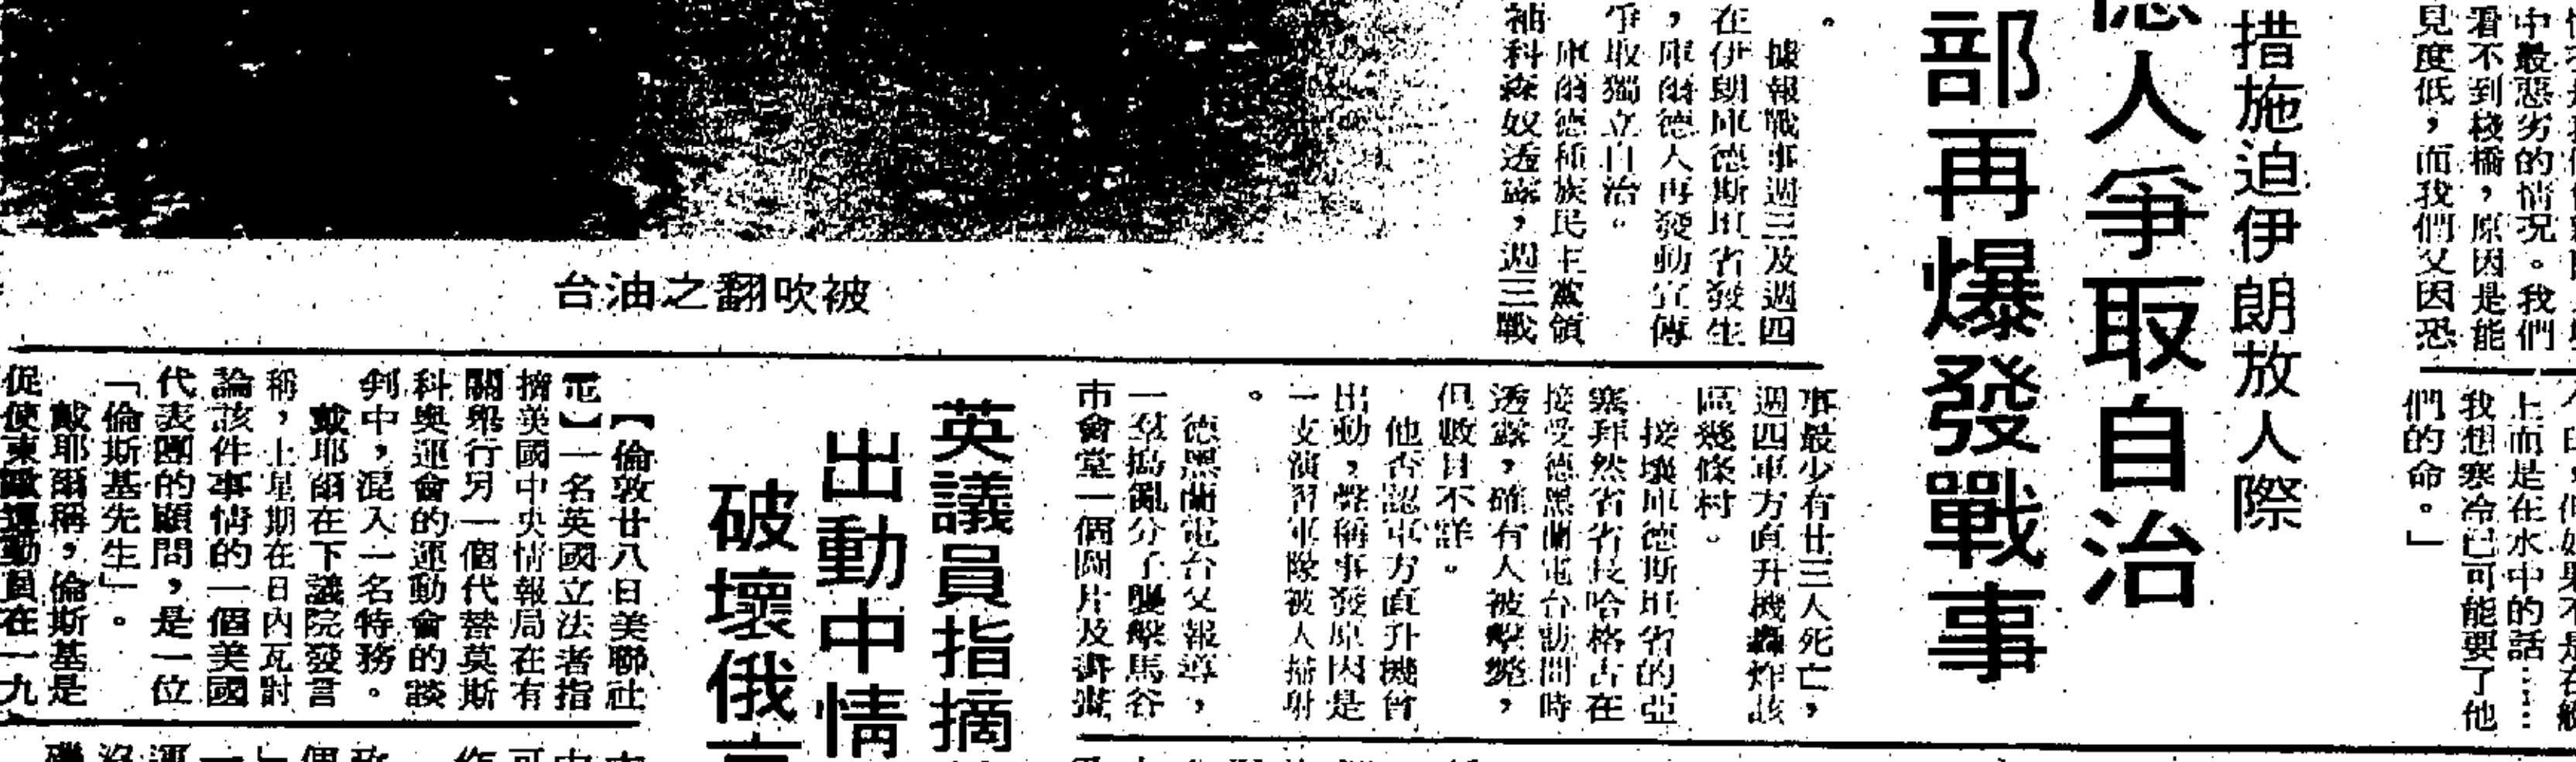 中最惡劣的情況。我們
看不到棧橋，原因是能
見度低，而我們又因恐
上而是在水中的話……
我想寒冷已可能要了他
們的命。」
措施迫伊朗放人際
人爭取自治
部再爆發戰事
。
據報戰事週三及週四
在伊朗庫德斯坦省發生
，庫爾德人再發動宣傳
爭取獨立自治。
庫爾德種族民主黨領
袖科森奴透露，週三戰
事最少有廿三人死亡，
週四軍方直升機轟炸該
區幾條村。
接壤庫德斯坦省的亞
塞拜然省省長哈格古在
接受德黑蘭電台訪問時
透露，確有人被擊斃，
但數目不詳。
他否認軍方直升機曾
出動，聲稱事發原因是
一支演習軍隊被人掃射
。
德黑蘭電台又報導，
一羣搗亂分子襲擊馬谷
市會堂一個圖片及書攤
被吹翻之油台
英議員指摘
出動中情
破壞俄
【倫敦廿八日美聯社
電】一名英國立法者指
擠美國中央情報局在有
關舉行另一個代替莫斯
科奧運會的運動會的談
判中，混入一名特務。
戴耶爾在下議院發言
稱，上星期在日內瓦討
論該件事情的一個美國
代表團的顧問，是一位
「倫斯基先生」。
戴耶爾稱，倫斯基是
促使東歐運動員在一九